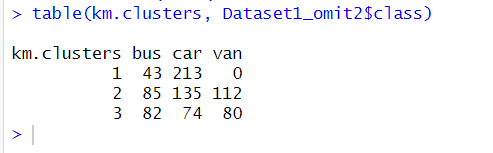 > table(km.clusters, Dataset1_omit2$class)
km.clusters bus car van
1 43 213 0
2 85 135 112
3 82 74 80
>